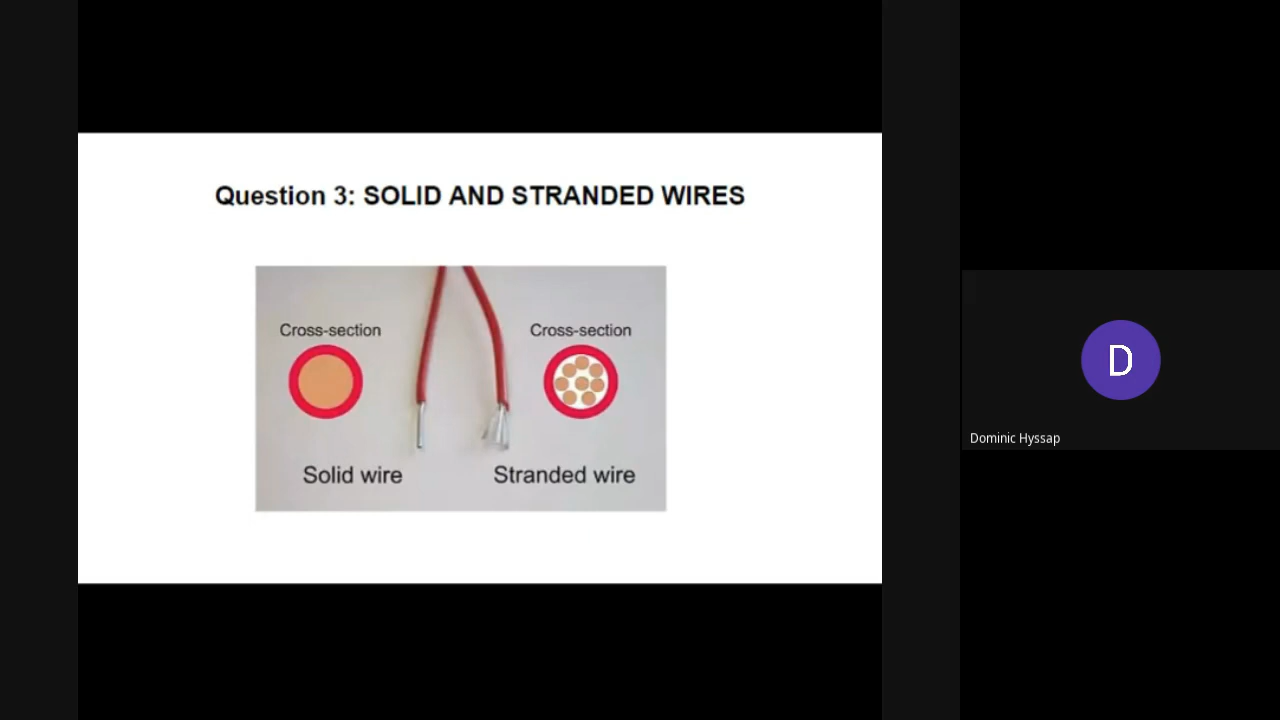 Question 3: SOLID AND STRANDED WIRES
Cross-section
Cross-section
Solid wire
Stranded wire
D
Dominic Hyssap